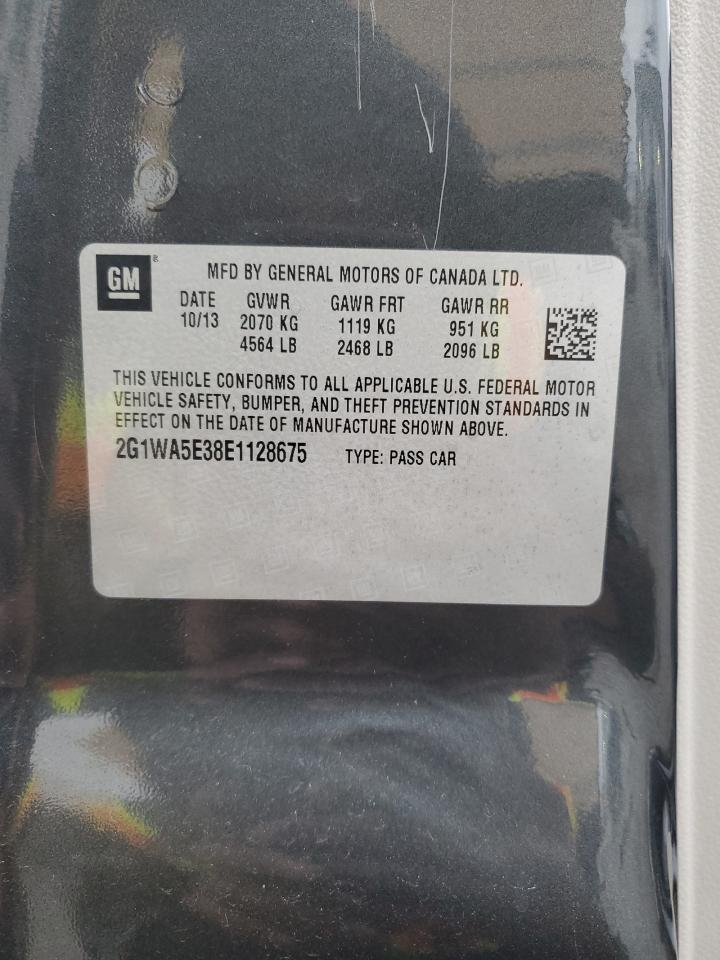 GM
MFD BY GENERAL MOTORS OF CANADA LTD.
DATE GVWR GAWR FRT GAWR RR
10/13 2070 KG 1119 KG 951 KG
4564 LB 2468 LB 2096 LB
THIS VEHICLE CONFORMS TO ALL APPLICABLE U.S. FEDERAL MOTOR
VEHICLE SAFETY, BUMPER, AND THEFT PREVENTION STANDARDS IN
EFFECT ON THE DATE OF MANUFACTURE SHOWN ABOVE.
2G1WA5E38E1128675 TYPE: PASS CAR